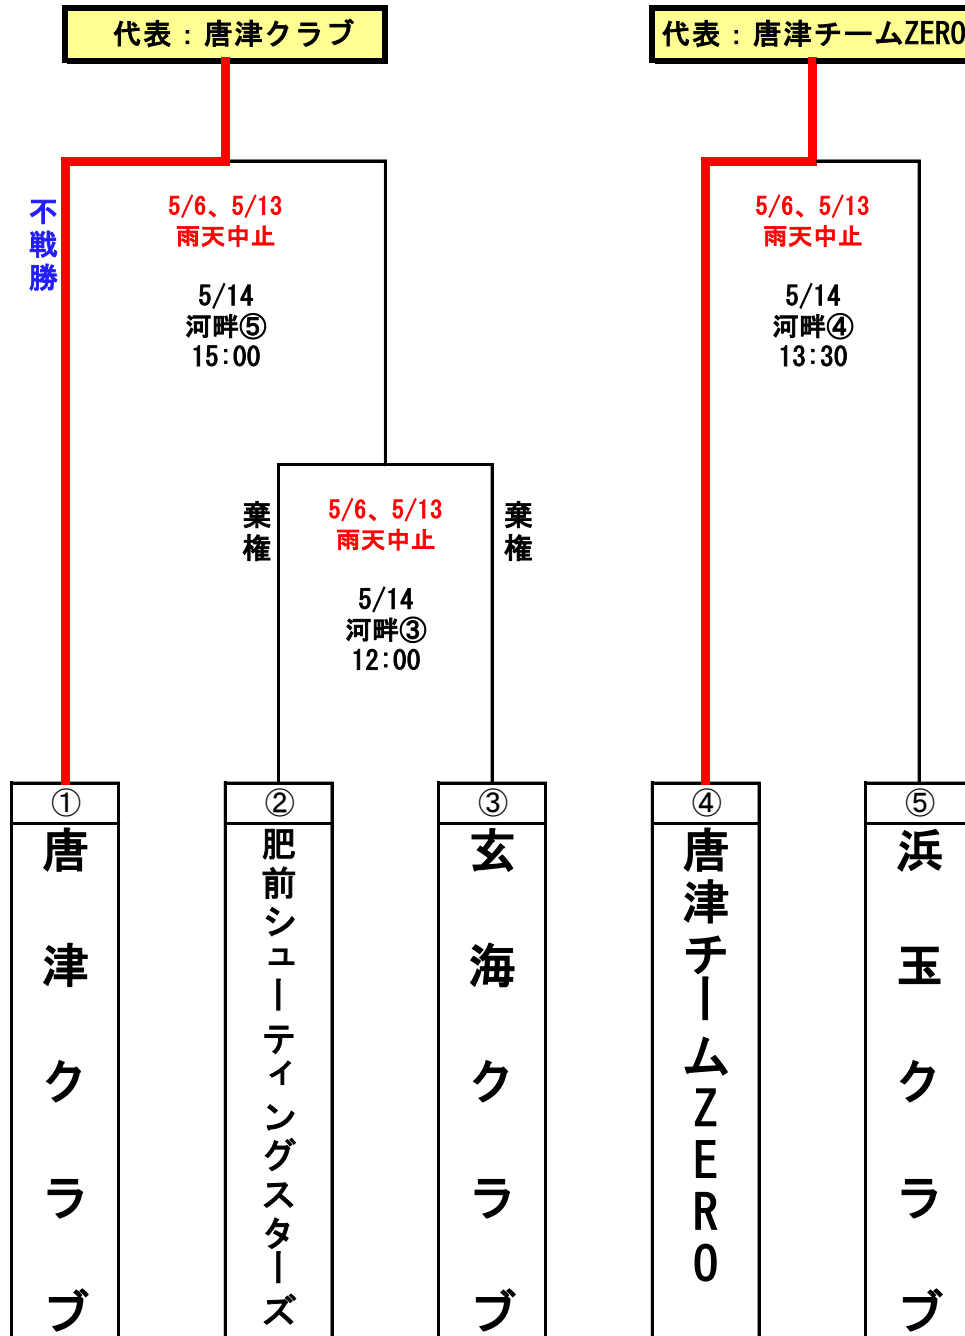 代表：唐津クラブ
代表：唐津チームZERO
不戦勝
5/6、5/13
雨天中止
5/14
河畔⑤
15:00
5/6、5/13
雨天中止
5/14
河畔④
13:30
棄権
5/6、5/13
雨天中止
5/14
河畔③
12:00
棄権
①
唐津クラブ
②
肥前シューティングスターズ
③
玄海クラブ
④
唐津チームZERO
⑤
浜玉クラブ